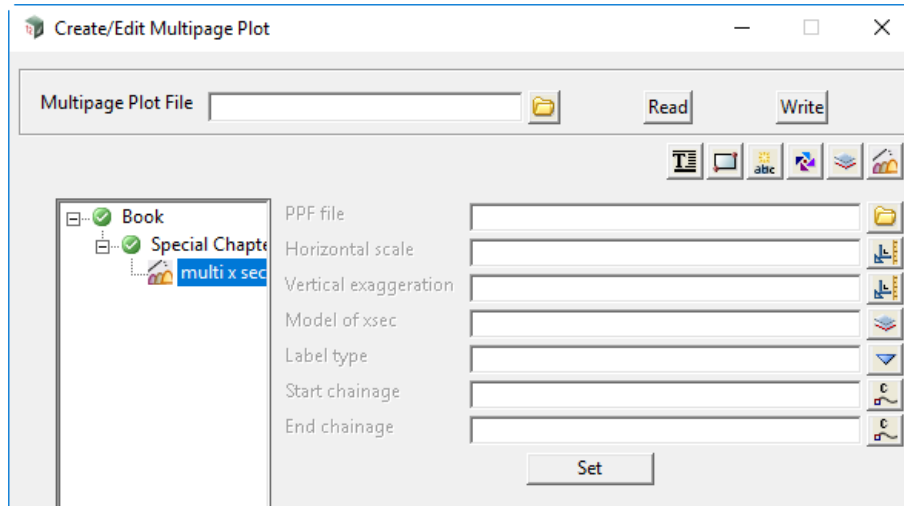 Create/Edit Multipage Plot
Multipage Plot File
Read
Write
T
abc
Book
Special Chapte
multi x sec
PPF file
Horizontal scale
Vertical exaggeration
Model of xsec
Label type
Start chainage
C
End chainage
C
Set